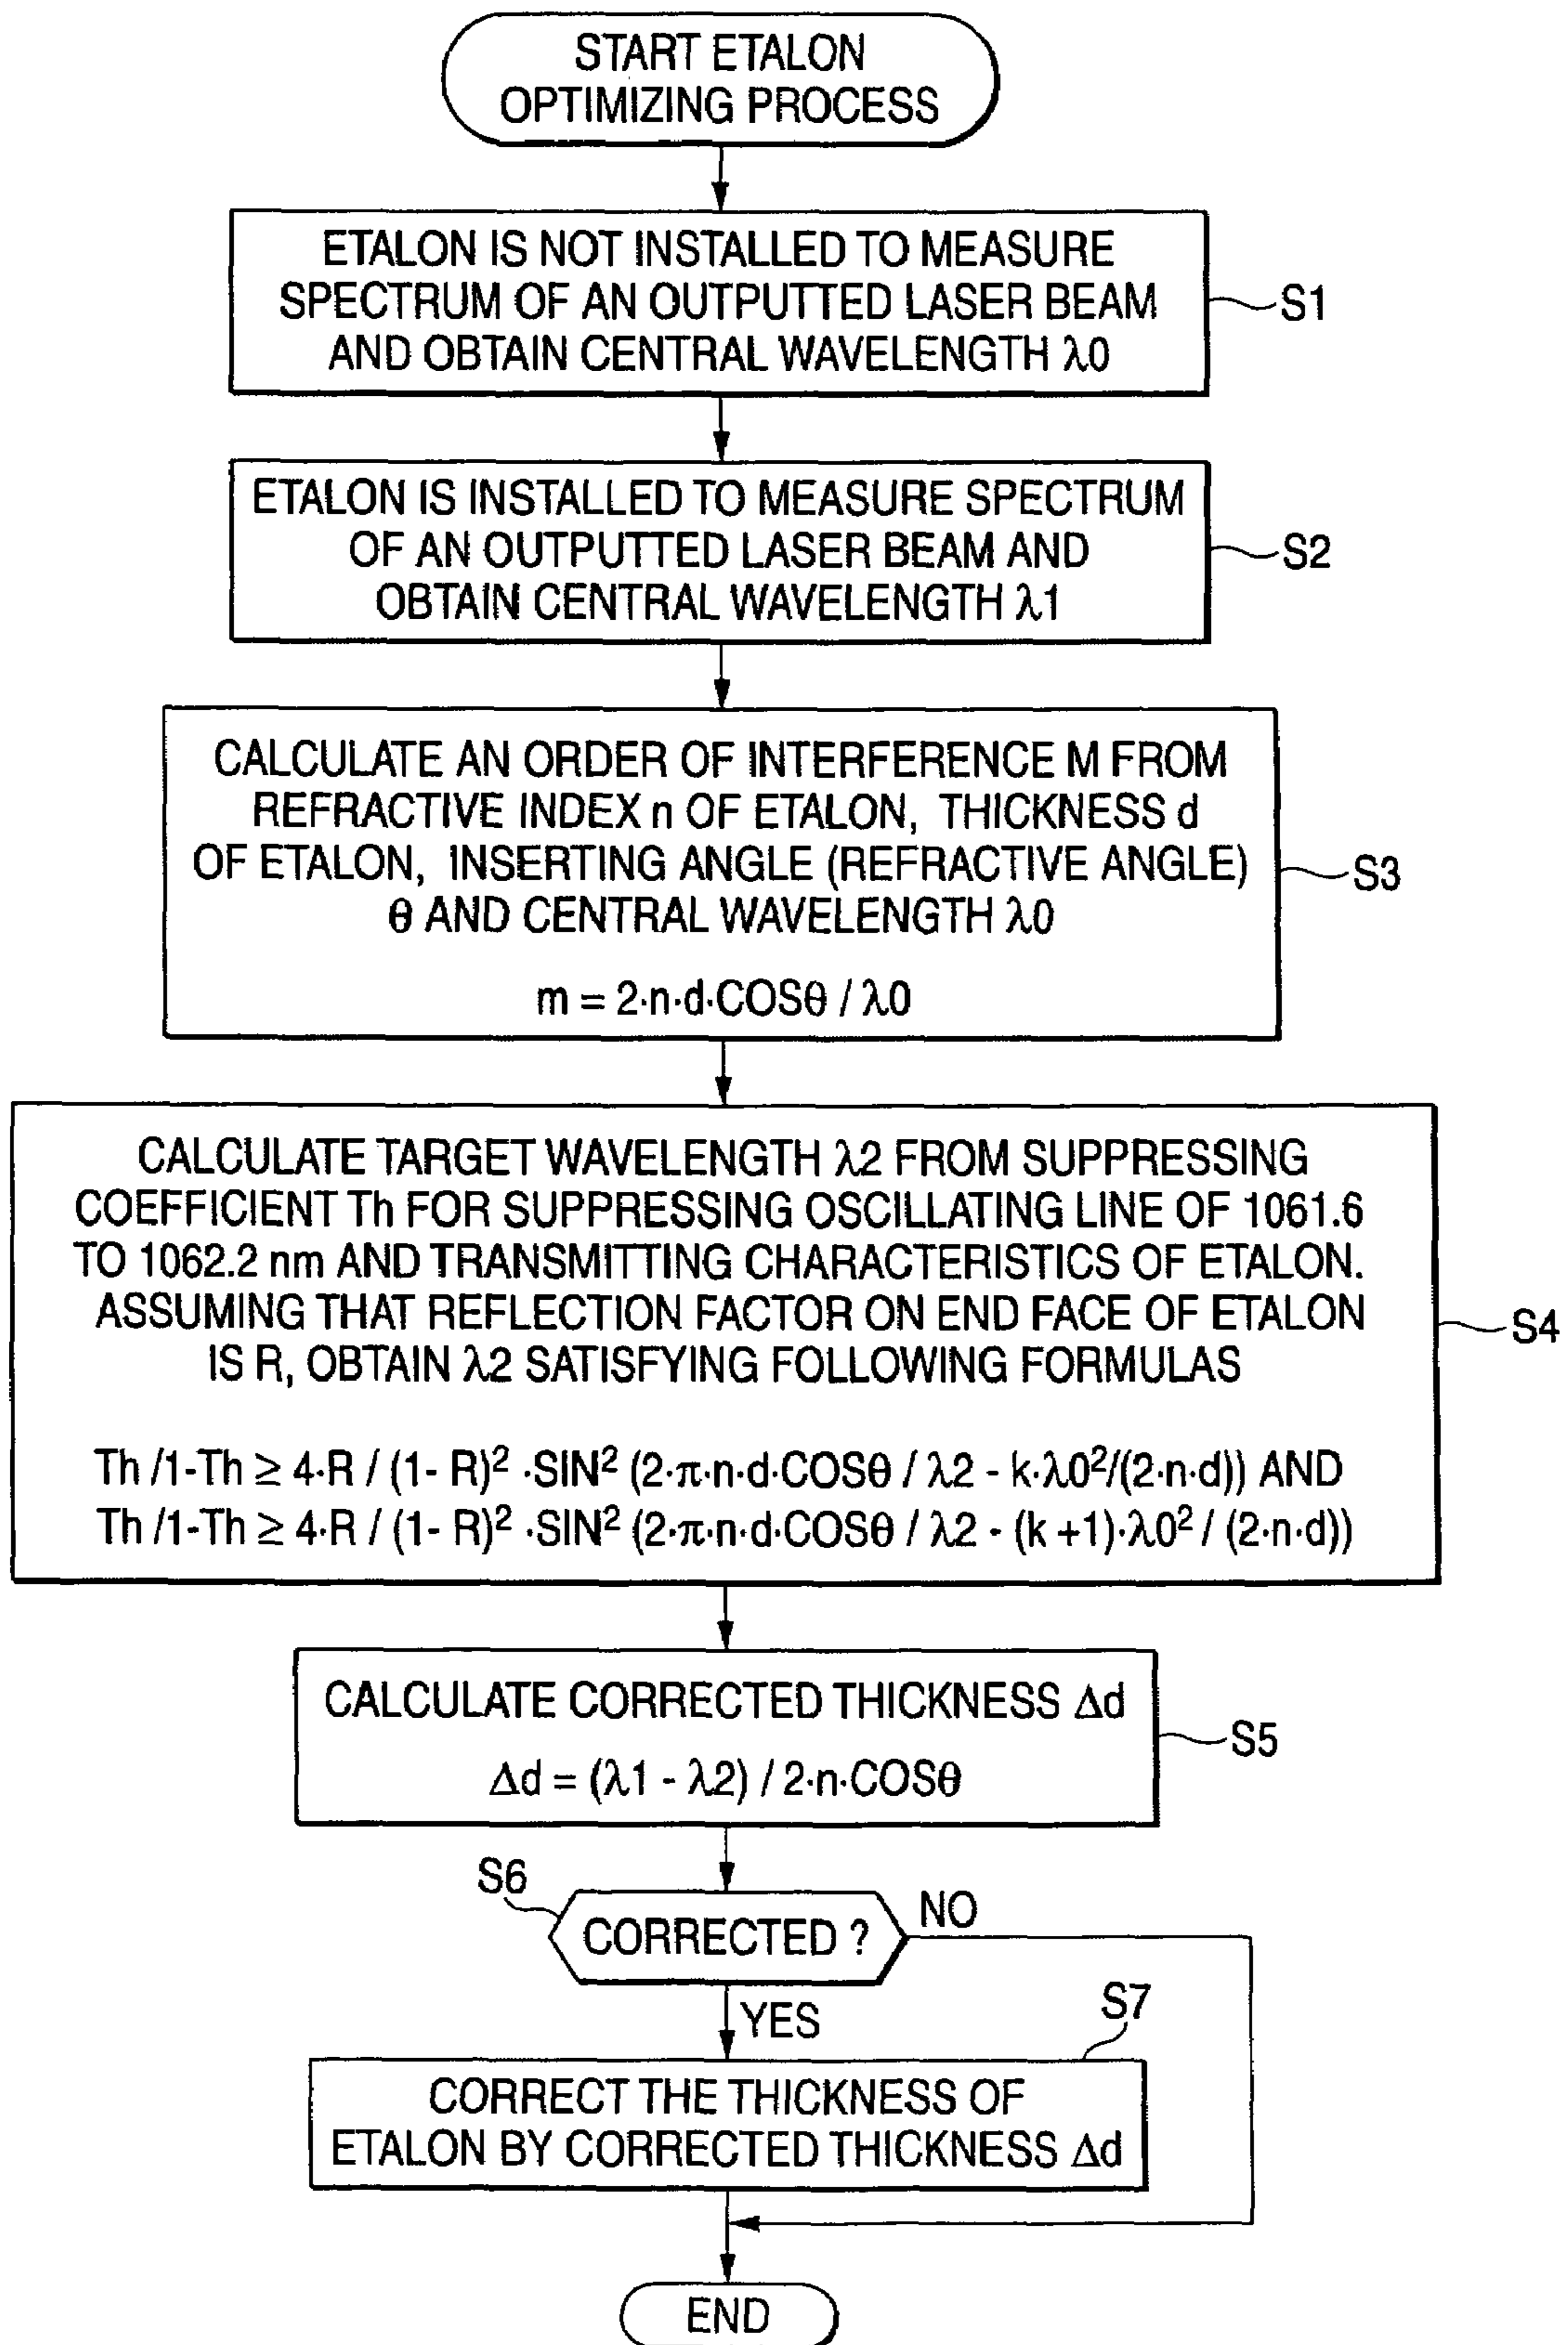 START ETALON
OPTIMIZING PROCESS
ETALON IS NOT INSTALLED TO MEASURE
SPECTRUM OF AN OUTPUTTED LASER BEAM
AND OBTAIN CENTRAL WAVELENGTH λ0
S1
ETALON IS INSTALLED TO MEASURE SPECTRUM
OF AN OUTPUTTED LASER BEAM AND
OBTAIN CENTRAL WAVELENGTH λ1
S2
CALCULATE AN ORDER OF INTERFERENCE M FROM
REFRACTIVE INDEX n OF ETALON, THICKNESS d
OF ETALON, INSERTING ANGLE (REFRACTIVE ANGLE)
θ AND CENTRAL WAVELENGTH λ0
m = 2·n·d·COSθ / λ0
S3
CALCULATE TARGET WAVELENGTH λ2 FROM SUPPRESSING
COEFFICIENT Th FOR SUPPRESSING OSCILLATING LINE OF 1061.6
TO 1062.2 nm AND TRANSMITTING CHARACTERISTICS OF ETALON.
ASSUMING THAT REFLECTION FACTOR ON END FACE OF ETALON
IS R, OBTAIN λ2 SATISFYING FOLLOWING FORMULAS
Th /1-Th ≥ 4·R / (1- R)² ·SIN² (2·π·n·d·COSθ / λ2 - k·λ0²/(2·n·d)) AND
Th /1-Th ≥ 4·R / (1- R)² ·SIN² (2·π·n·d·COSθ / λ2 - (k +1)·λ0² / (2·n·d))
S4
CALCULATE CORRECTED THICKNESS Δd
Δd = (λ1 - λ2) / 2·n·COSθ
S5
S6
CORRECTED ?
NO
YES
S7
CORRECT THE THICKNESS OF
ETALON BY CORRECTED THICKNESS Δd
END